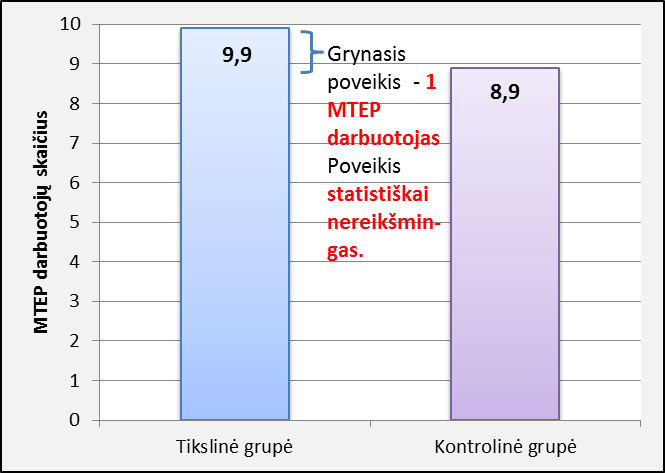 MTEP darbuotojų skaičius
10
9
8
7
6
5
4
3
2
1
0
9,9
Grynasis
poveikis - 1
MTEP
darbuotojas
Poveikis
statistiškai
nereikšmin-
gas.
8,9
Tikslinė grupė
Kontrolinė grupė